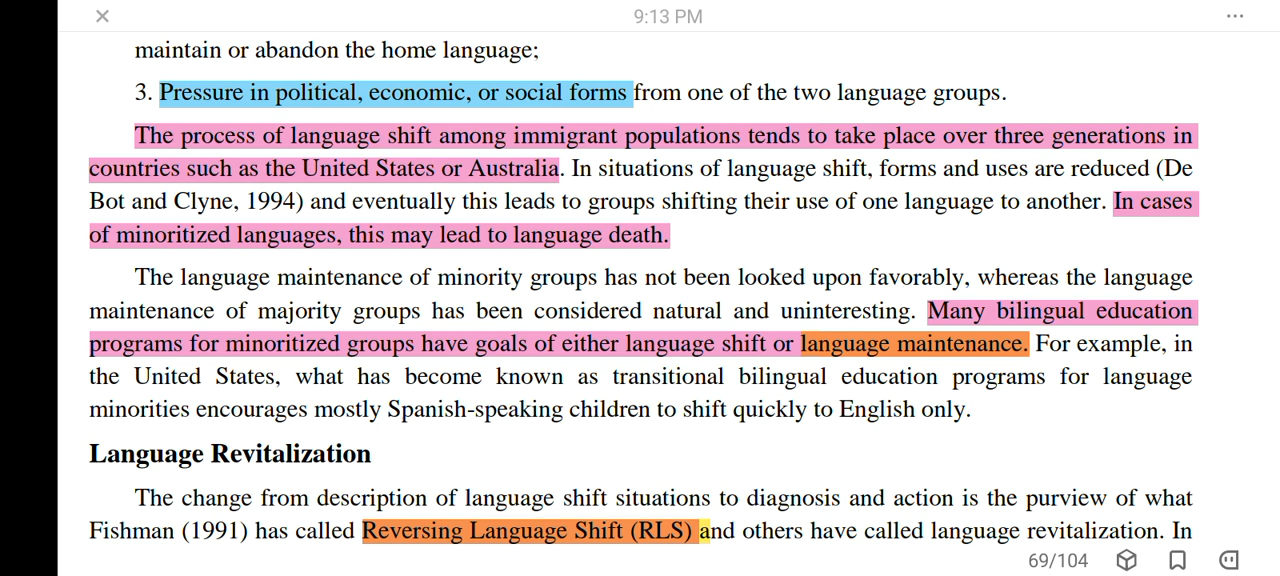 9:13 PM
maintain or abandon the home language;
3. Pressure in political, economic, or social forms from one of the two language groups.
The process of language shift among immigrant populations tends to take place over three generations in
countries such as the United States or Australia. In situations of language shift, forms and uses are reduced (De
Bot and Clyne, 1994) and eventually this leads to groups shifting their use of one language to another. In cases
of minoritized languages, this may lead to language death.
The language maintenance of minority groups has not been looked upon favorably, whereas the language
maintenance of majority groups has been considered natural and uninteresting. Many bilingual education
programs for minoritized groups have goals of either language shift or language maintenance. For example, in
the United States, what has become known as transitional bilingual education programs for language
minorities encourages mostly Spanish-speaking children to shift quickly to English only.
Language Revitalization
The change from description of language shift situations to diagnosis and action is the purview of what
Fishman (1991) has called Reversing Language Shift (RLS) and others have called language revitalization. In
69/104